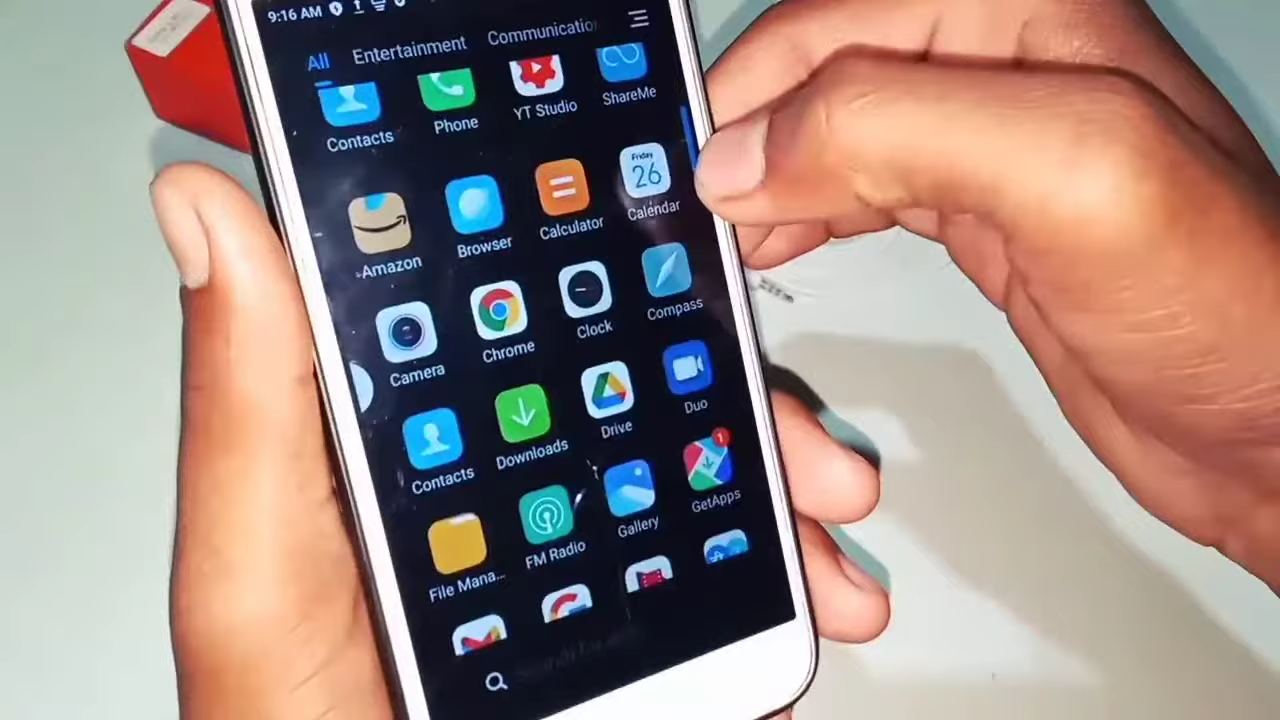 9:16 AM
All Entertainment Communicatio
Contacts Phone YT Studio ShareMe
Friday
26
Amazon Browser Calculator Calendar
Camera Chrome Clock Compass
Contacts Downloads Drive Duo
1
File Mana... FM Radio Gallery GetApps